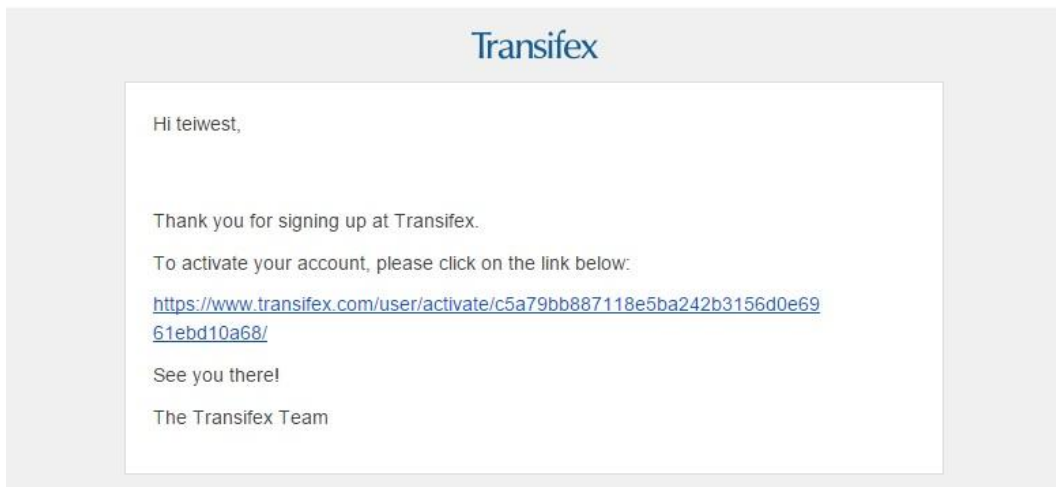 Transifex
Hi teiwest,
Thank you for signing up at Transifex.
To activate your account, please click on the link below:
https://www.transifex.com/user/activate/c5a79bb887118e5ba242b3156d0e69
61ebd10a68/
See you there!
The Transifex Team